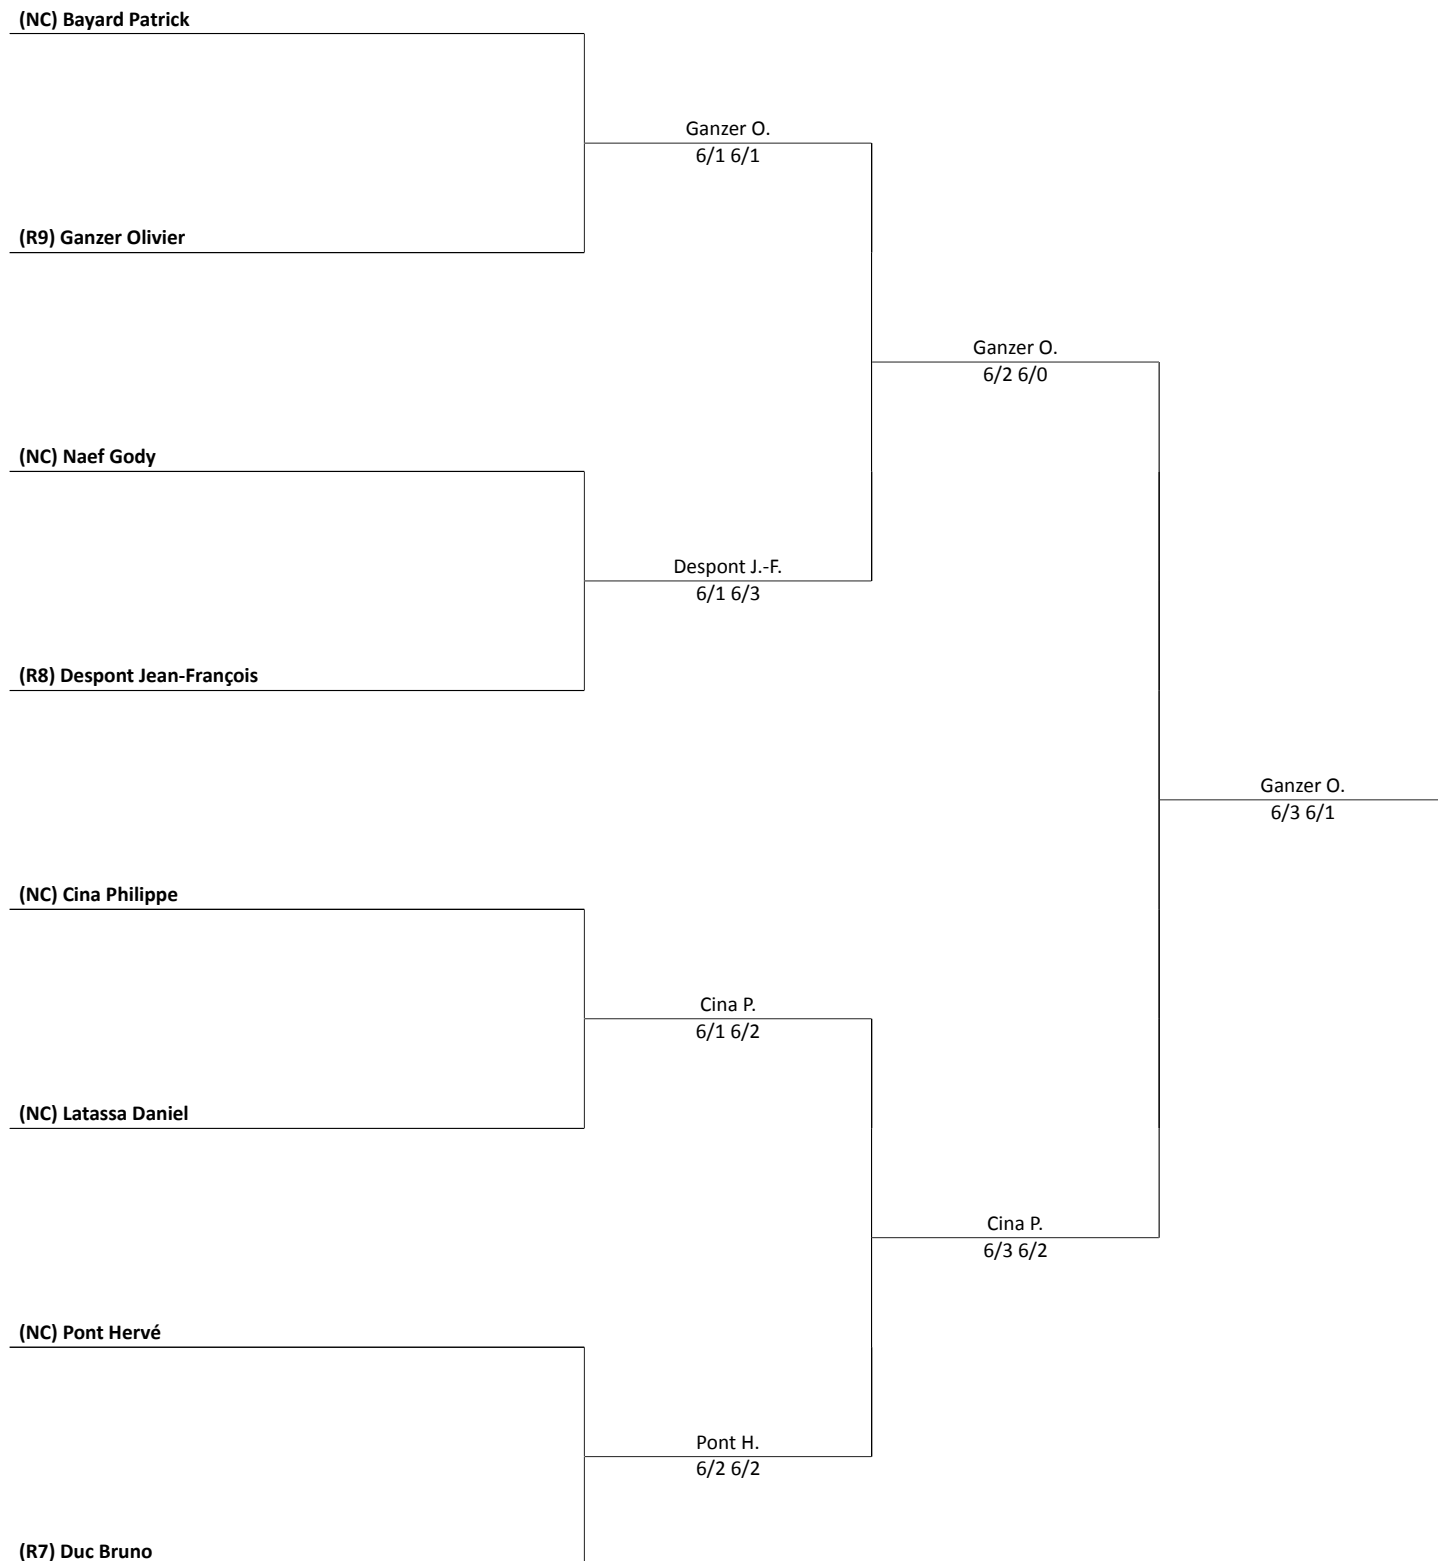 (NC) Bayard Patrick
Ganzer O.
6/1 6/1
(R9) Ganzer Olivier
Ganzer O.
6/2 6/0
(NC) Naef Gody
Despont J.-F.
6/1 6/3
(R8) Despont Jean-François
Ganzer O.
6/3 6/1
(NC) Cina Philippe
Cina P.
6/1 6/2
(NC) Latassa Daniel
Cina P.
6/3 6/2
(NC) Pont Hervé
Pont H.
6/2 6/2
(R7) Duc Bruno